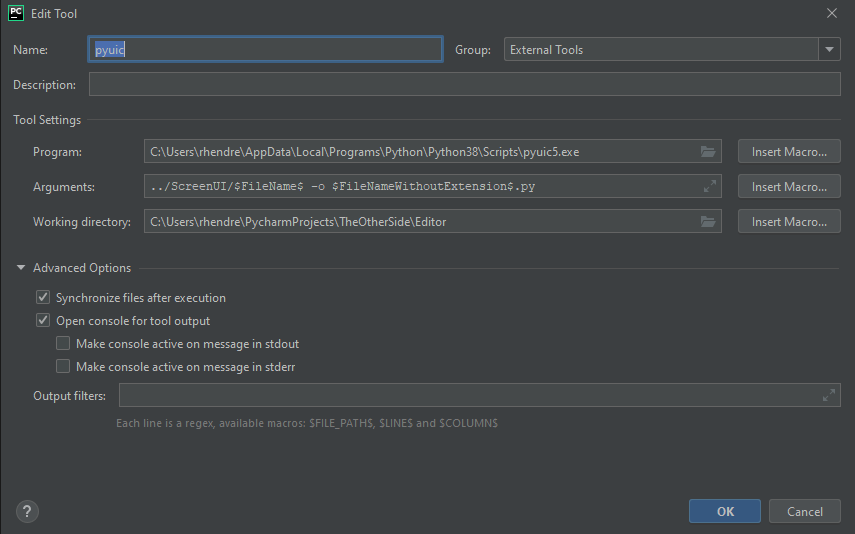 PC Edit Tool
Name: pyuic Group: External Tools
Description:
Tool Settings
Program: C:\Users\rhendre\AppData\Local\Programs\Python\Python38\Scripts\pyuic5.exe Insert Macro...
Arguments: ../ScreenUI/$FileName$ -o $FileNameWithoutExtension$.py Insert Macro...
Working directory: C:\Users\rhendre\PycharmProjects\TheOtherSide\Editor Insert Macro...
Advanced Options
Synchronize files after execution
Open console for tool output
Make console active on message in stdout
Make console active on message in stderr
Output filters:
Each line is a regex, available macros: $FILE_PATH$, $LINE$ and $COLUMN$
? OK Cancel